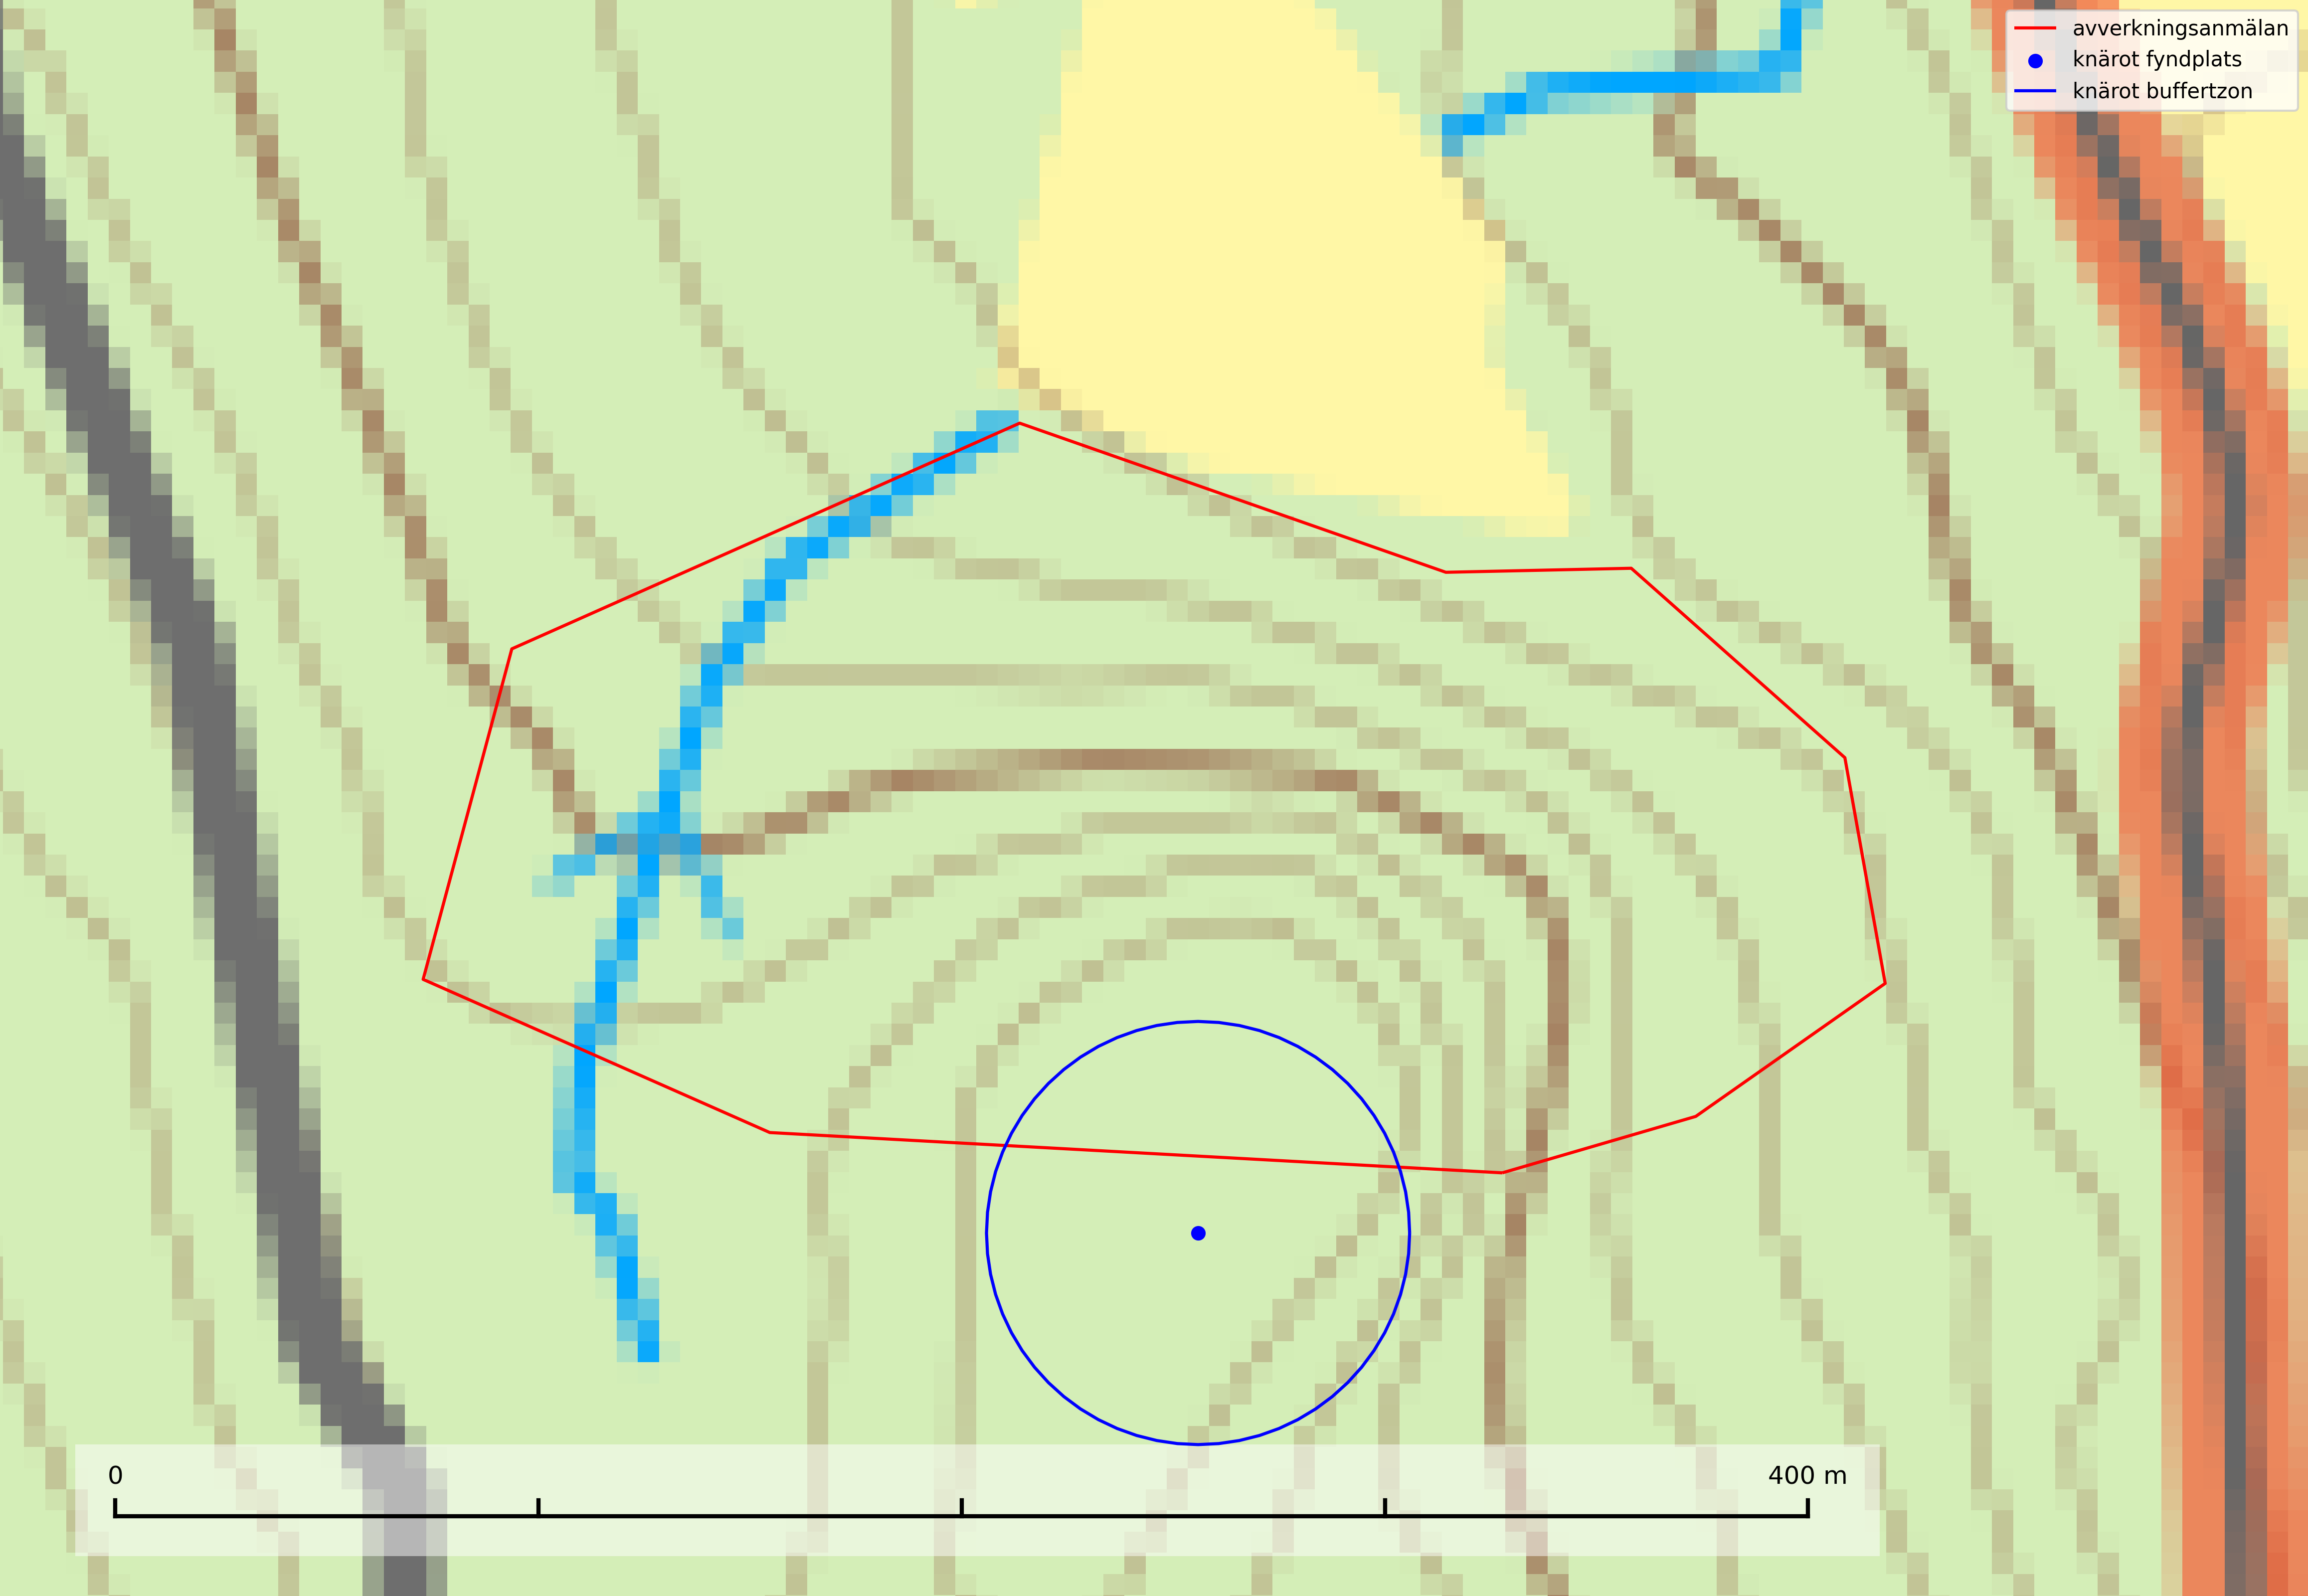 avverkningsanmälan
knärot fyndplats
knärot buffertzon
0 400 m